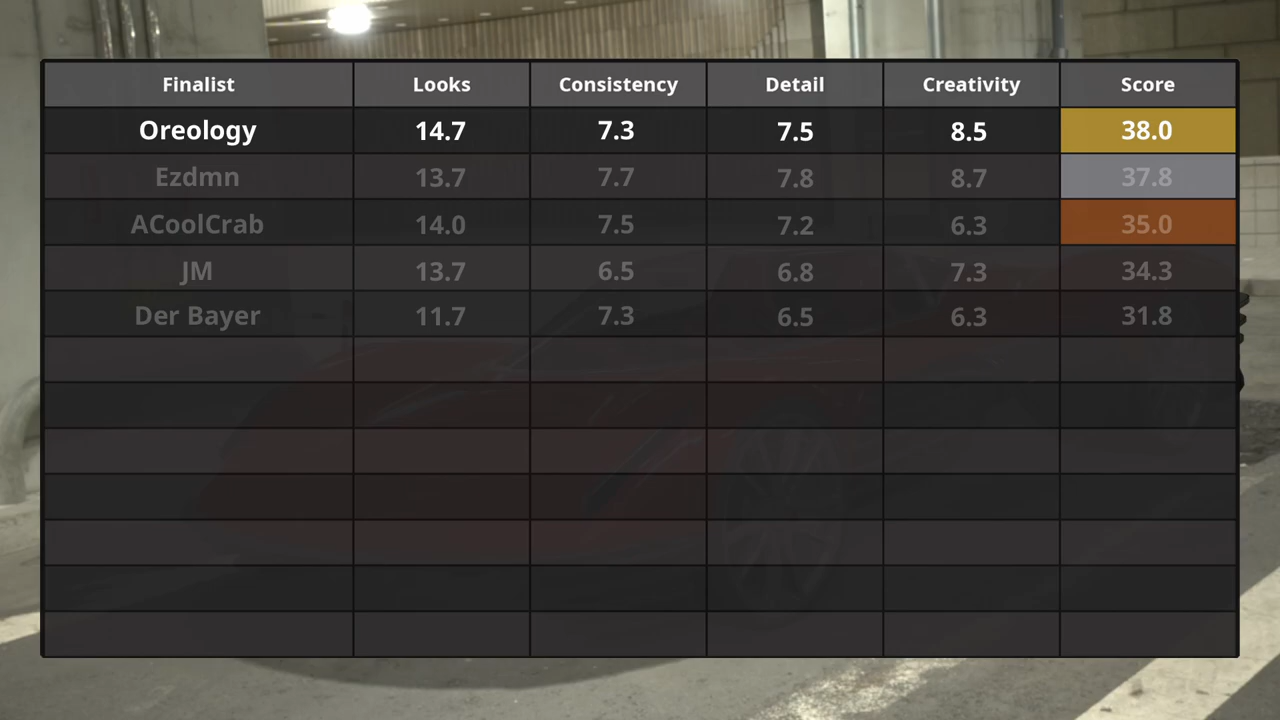 Finalist Looks Consistency Detail Creativity Score
Oreology 14.7 7.3 7.5 8.5 38.0
Ezdmn 13.7 7.7 7.8 8.7 37.8
ACoolCrab 14.0 7.5 7.2 6.3 35.0
JM 13.7 6.5 6.8 7.3 34.3
Der Bayer 11.7 7.3 6.5 6.3 31.8